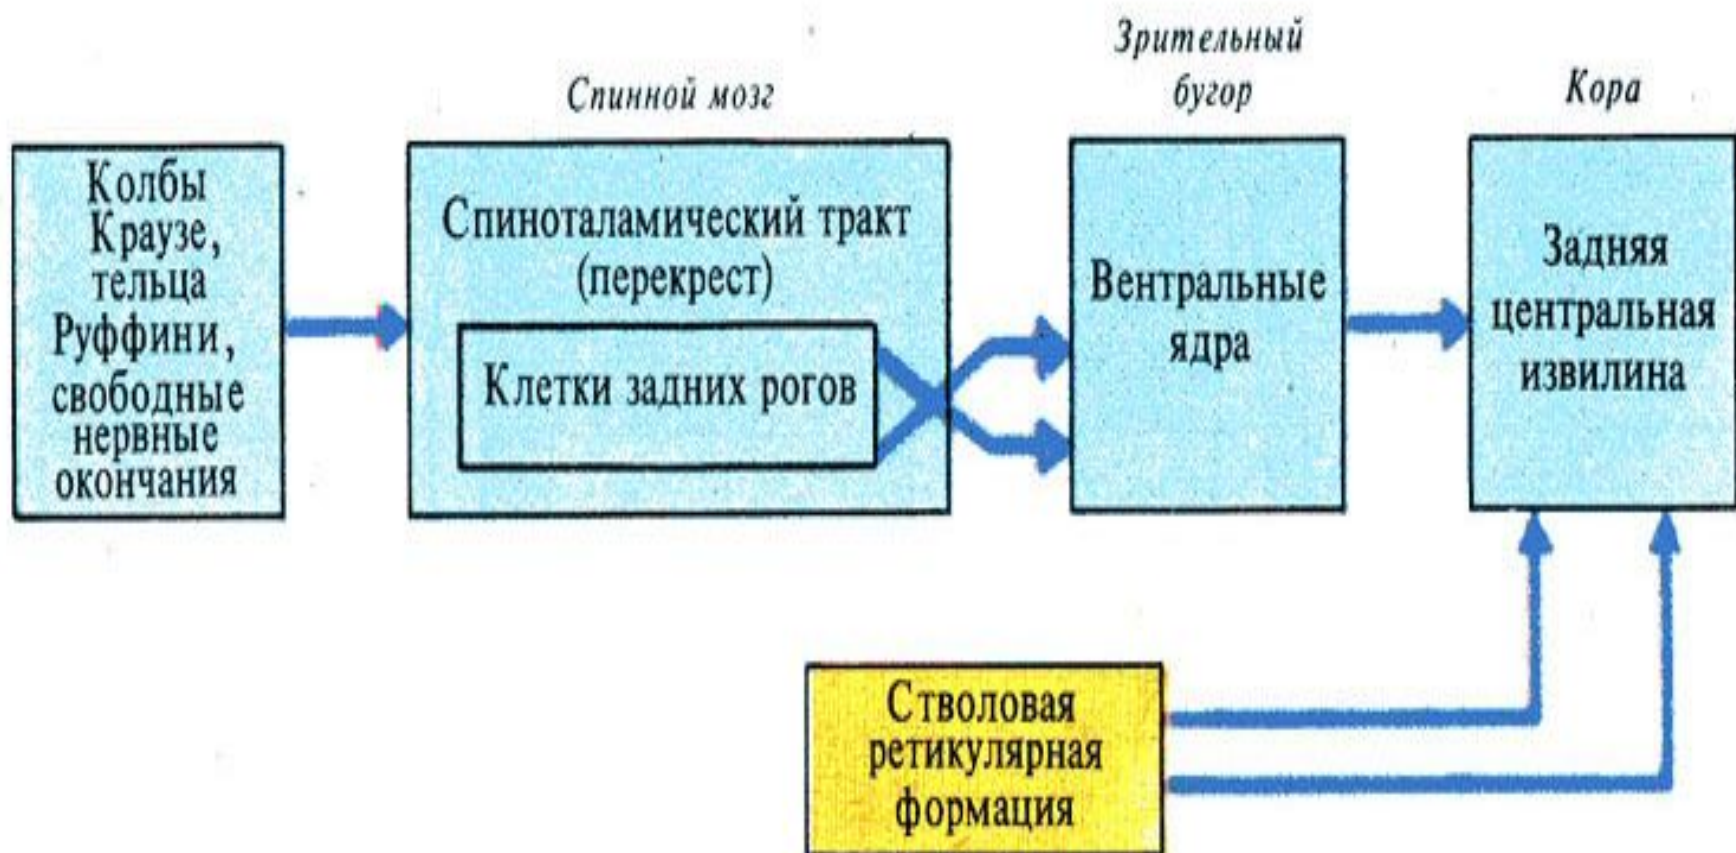 Спинной мозг
Зрительный
бугор
Кора
Колбы
Краузе,
тельца
Руффини,
свободные
нервные
окончания
Спиноталамический тракт
(перекрест)
Клетки задних рогов
Вентральные
ядра
Задняя
центральная
извилина
Стволовая
ретикулярная
формация